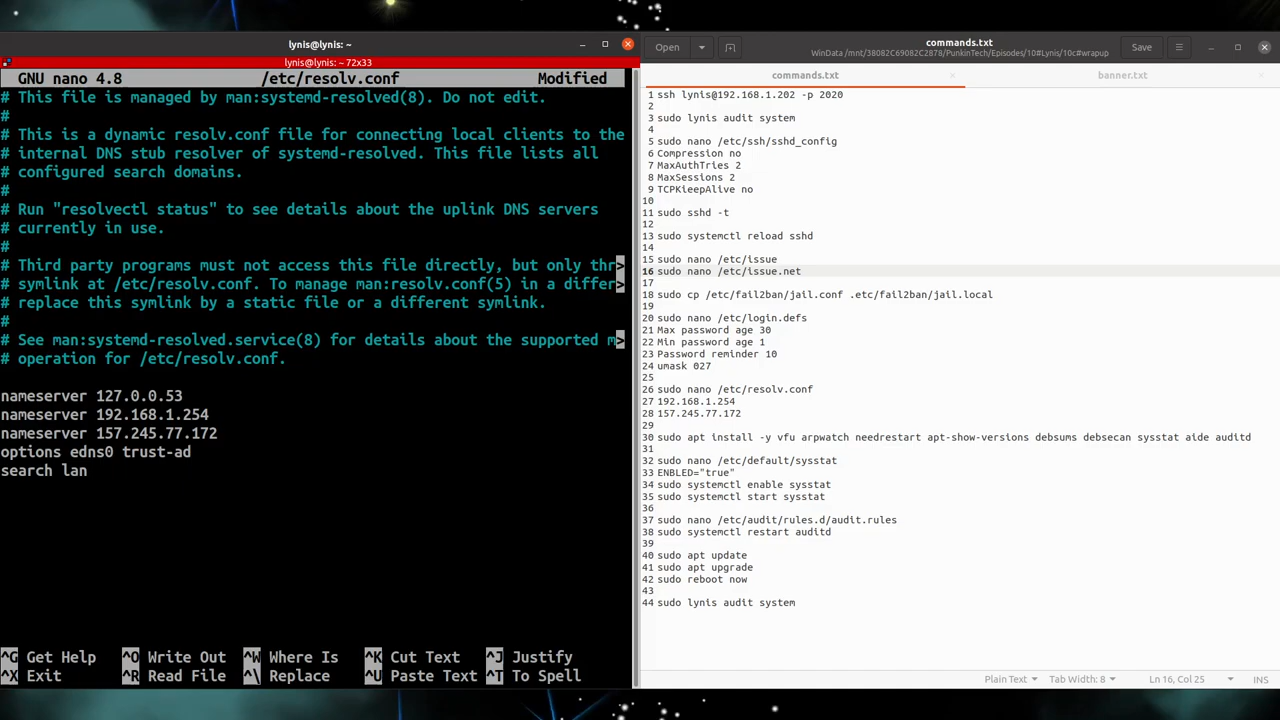 lynis@lynis: ~
lynis@lynis: ~ 72x33
GNU nano 4.8 /etc/resolv.conf Modified
# This file is managed by man:systemd-resolved(8). Do not edit.
#
# This is a dynamic resolv.conf file for connecting local clients to the
# internal DNS stub resolver of systemd-resolved. This file lists all
# configured search domains.
#
# Run "resolvectl status" to see details about the uplink DNS servers
# currently in use.
#
# Third party programs must not access this file directly, but only thr>
# symlink at /etc/resolv.conf. To manage man:resolv.conf(5) in a differ>
# replace this symlink by a static file or a different symlink.
#
# See man:systemd-resolved.service(8) for details about the supported m>
# operation for /etc/resolv.conf.
nameserver 127.0.0.53
nameserver 192.168.1.254
nameserver 157.245.77.172
options edns0 trust-ad
search lan
^G Get Help ^O Write Out ^W Where Is ^K Cut Text ^J Justify
^X Exit ^R Read File ^\ Replace ^U Paste Text ^T To Spell
Open
commands.txt
WinData /mnt/38082C69082C2878/PunkinTech/Episodes/10#Lynis/10c#wrapup
Save
commands.txt
banner.txt
1 ssh lynis@192.168.1.202 -p 2020
2
3 sudo lynis audit system
4
5 sudo nano /etc/ssh/sshd_config
6 Compression no
7 MaxAuthTries 2
8 MaxSessions 2
9 TCPKieepAlive no
10
11 sudo sshd -t
12
13 sudo systemctl reload sshd
14
15 sudo nano /etc/issue
16 sudo nano /etc/issue.net
17
18 sudo cp /etc/fail2ban/jail.conf .etc/fail2ban/jail.local
19
20 sudo nano /etc/login.defs
21 Max password age 30
22 Min password age 1
23 Password reminder 10
24 umask 027
25
26 sudo nano /etc/resolv.conf
27 192.168.1.254
28 157.245.77.172
29
30 sudo apt install -y vfu arpwatch needrestart apt-show-versions debsums debsecan sysstat aide auditd
31
32 sudo nano /etc/default/sysstat
33 ENBLED="true"
34 sudo systemctl enable sysstat
35 sudo systemctl start sysstat
36
37 sudo nano /etc/audit/rules.d/audit.rules
38 sudo systemctl restart auditd
39
40 sudo apt update
41 sudo apt upgrade
42 sudo reboot now
43
44 sudo lynis audit system
Plain Text Tab Width: 8 Ln 16, Col 25 INS